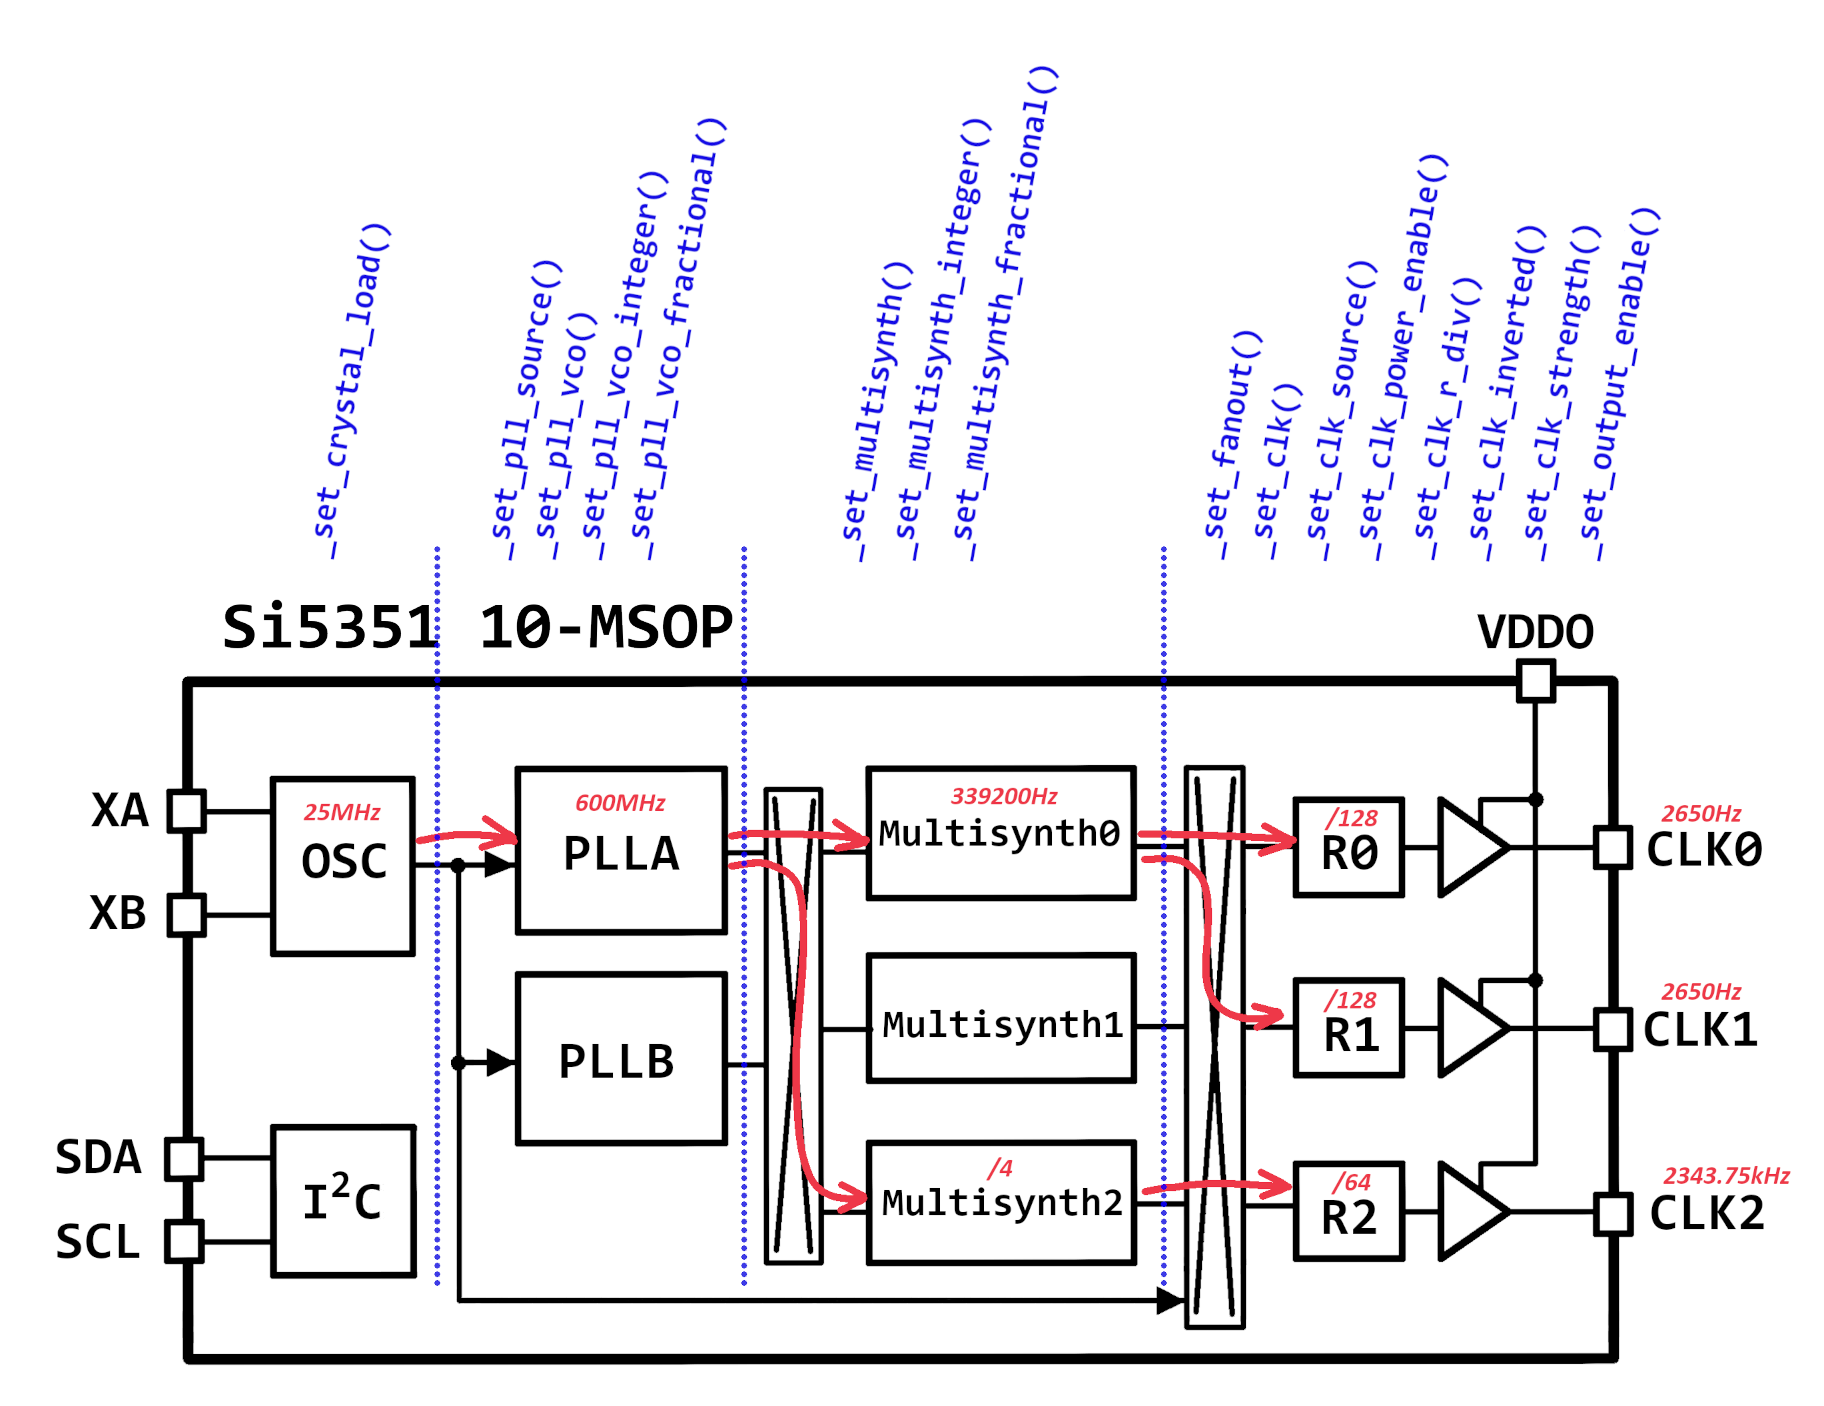 _set_crystal_load()
_set_pll_source()
_set_pll_vco()
_set_pll_vco_integer()
_set_pll_vco_fractional()
_set_multisynth()
_set_multisynth_integer()
_set_multisynth_fractional()
_set_fanout()
_set_clk()
_set_clk_source()
_set_clk_power_enable()
_set_clk_r_div()
_set_clk_inverted()
_set_clk_strength()
_set_output_enable()
Si5351 10-MSOP
VDDO
XA
XB
25MHz
OSC
600MHz
PLLA
339200Hz
Multisynth0
/128
R0
2650Hz
CLK0
PLLB
Multisynth1
/128
R1
2650Hz
CLK1
SDA
SCL
I²C
/4
Multisynth2
/64
R2
2343.75kHz
CLK2